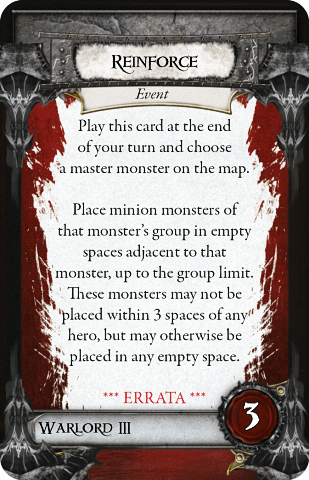 Reinforce
Event
Play this card at the end
of your turn and choose
a master monster on the map.
Place minion monsters of
that monster's group in empty
spaces adjacent to that
monster, up to the group limit.
These monsters may not be
placed within 3 spaces of any
hero, but may otherwise be
placed in any empty space.
*** ERRATA ***
3
Warlord III